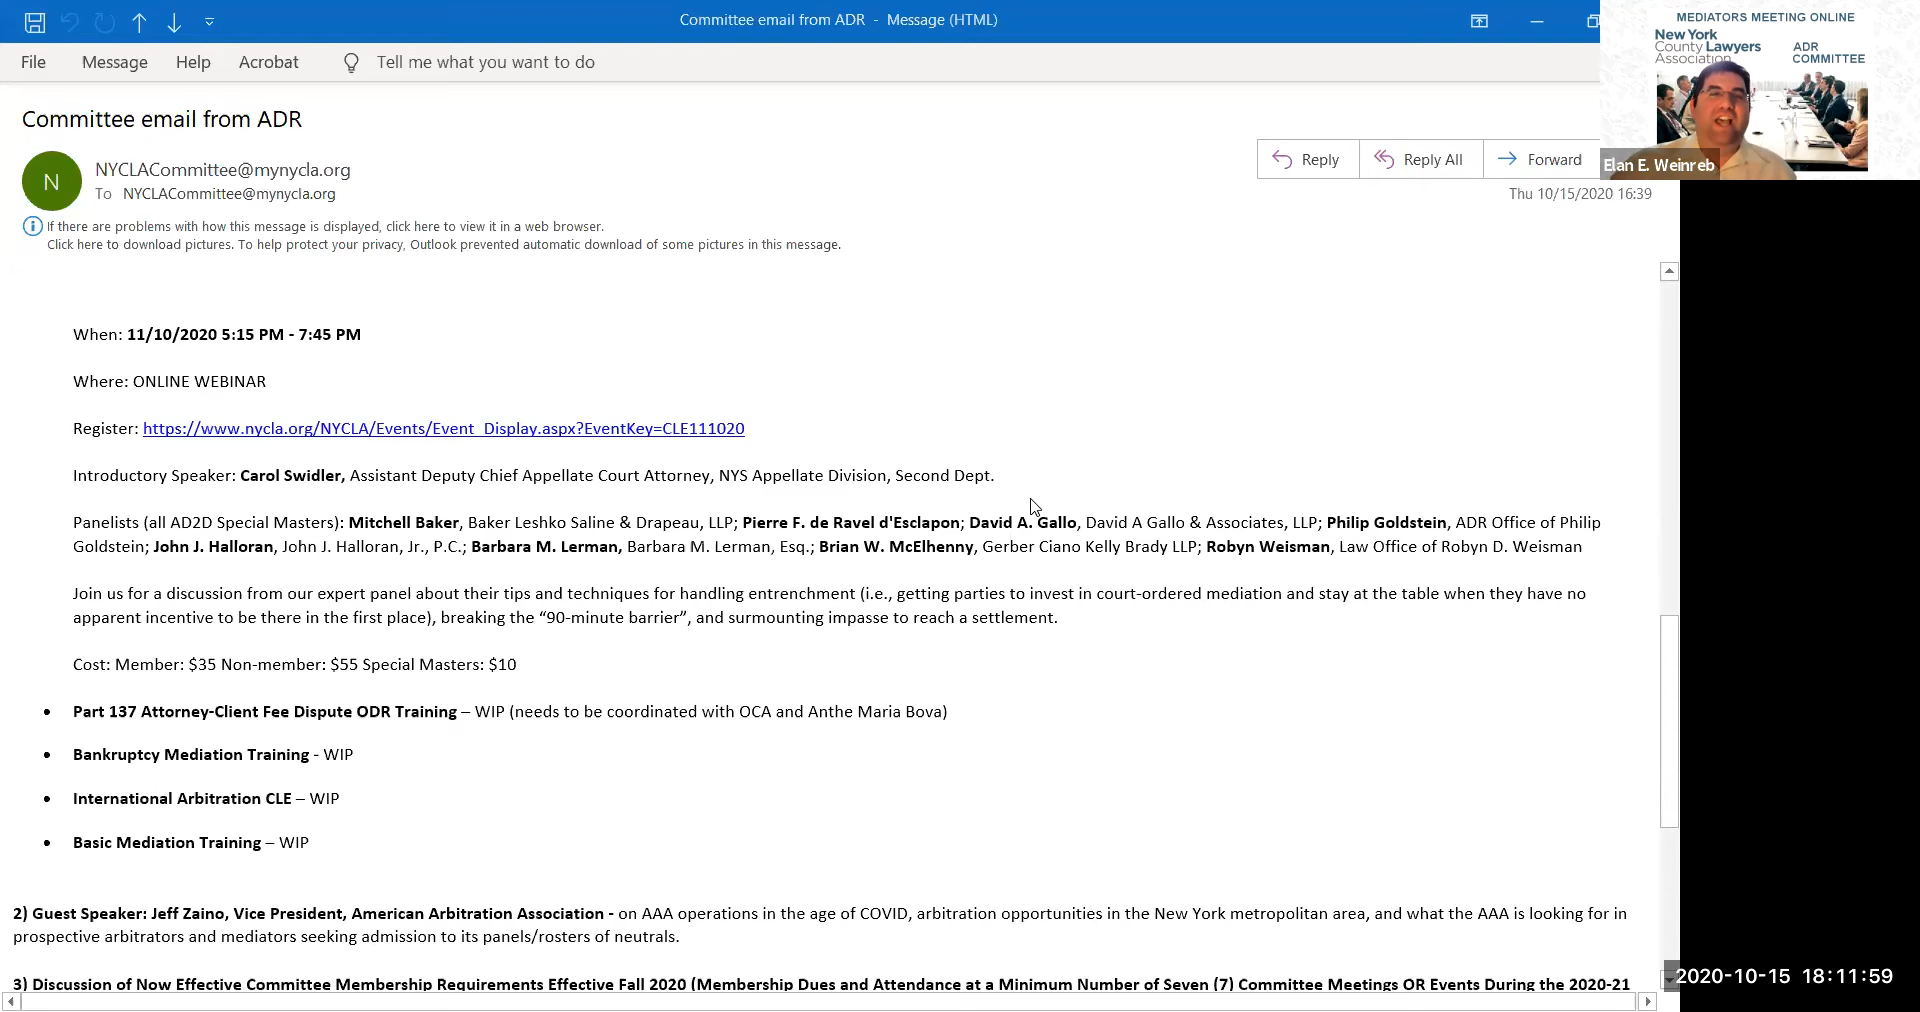 Committee email from ADR - Message (HTML)
MEDIATORS MEETING ONLINE
New York
County Lawyers
Association
ADR
COMMITTEE
File Message Help Acrobat Tell me what you want to do
Committee email from ADR
N
NYCLACommittee@mynycla.org
To NYCLACommittee@mynycla.org
Reply Reply All Forward
Elan E. Weinreb
Thu 10/15/2020 16:39
If there are problems with how this message is displayed, click here to view it in a web browser.
Click here to download pictures. To help protect your privacy, Outlook prevented automatic download of some pictures in this message.
When: 11/10/2020 5:15 PM - 7:45 PM
Where: ONLINE WEBINAR
Register: https://www.nycla.org/NYCLA/Events/Event_Display.aspx?EventKey=CLE111020
Introductory Speaker: Carol Swidler, Assistant Deputy Chief Appellate Court Attorney, NYS Appellate Division, Second Dept.
Panelists (all AD2D Special Masters): Mitchell Baker, Baker Leshko Saline & Drapeau, LLP; Pierre F. de Ravel d'Esclapon; David A. Gallo, David A Gallo & Associates, LLP; Philip Goldstein, ADR Office of Philip
Goldstein; John J. Halloran, John J. Halloran, Jr., P.C.; Barbara M. Lerman, Barbara M. Lerman, Esq.; Brian W. McElhenny, Gerber Ciano Kelly Brady LLP; Robyn Weisman, Law Office of Robyn D. Weisman
Join us for a discussion from our expert panel about their tips and techniques for handling entrenchment (i.e., getting parties to invest in court-ordered mediation and stay at the table when they have no
apparent incentive to be there in the first place), breaking the “90-minute barrier”, and surmounting impasse to reach a settlement.
Cost: Member: $35 Non-member: $55 Special Masters: $10
• Part 137 Attorney-Client Fee Dispute ODR Training – WIP (needs to be coordinated with OCA and Anthe Maria Bova)
• Bankruptcy Mediation Training - WIP
• International Arbitration CLE – WIP
• Basic Mediation Training – WIP
2) Guest Speaker: Jeff Zaino, Vice President, American Arbitration Association - on AAA operations in the age of COVID, arbitration opportunities in the New York metropolitan area, and what the AAA is looking for in
prospective arbitrators and mediators seeking admission to its panels/rosters of neutrals.
3) Discussion of Now Effective Committee Membership Requirements Effective Fall 2020 (Membership Dues and Attendance at a Minimum Number of Seven (7) Committee Meetings OR Events During the 2020-21
2020-10-15 18:11:59